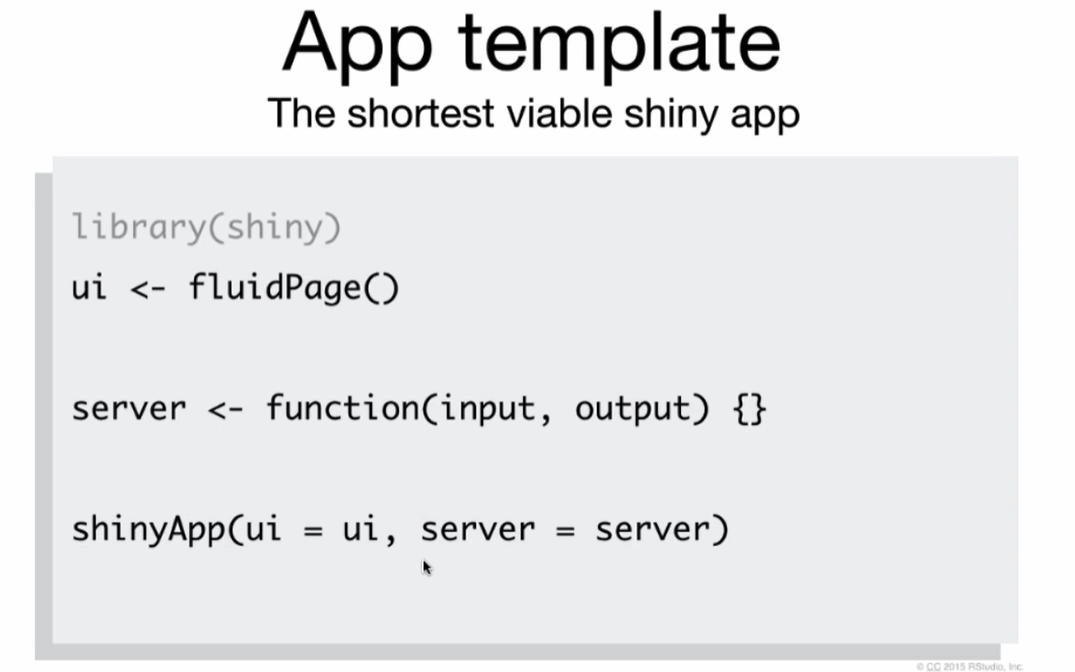 App template
The shortest viable shiny app
library(shiny)
ui <- fluidPage()
server <- function(input, output) {}
shinyApp(ui = ui, server = server)
© CC 2015 RStudio, Inc.